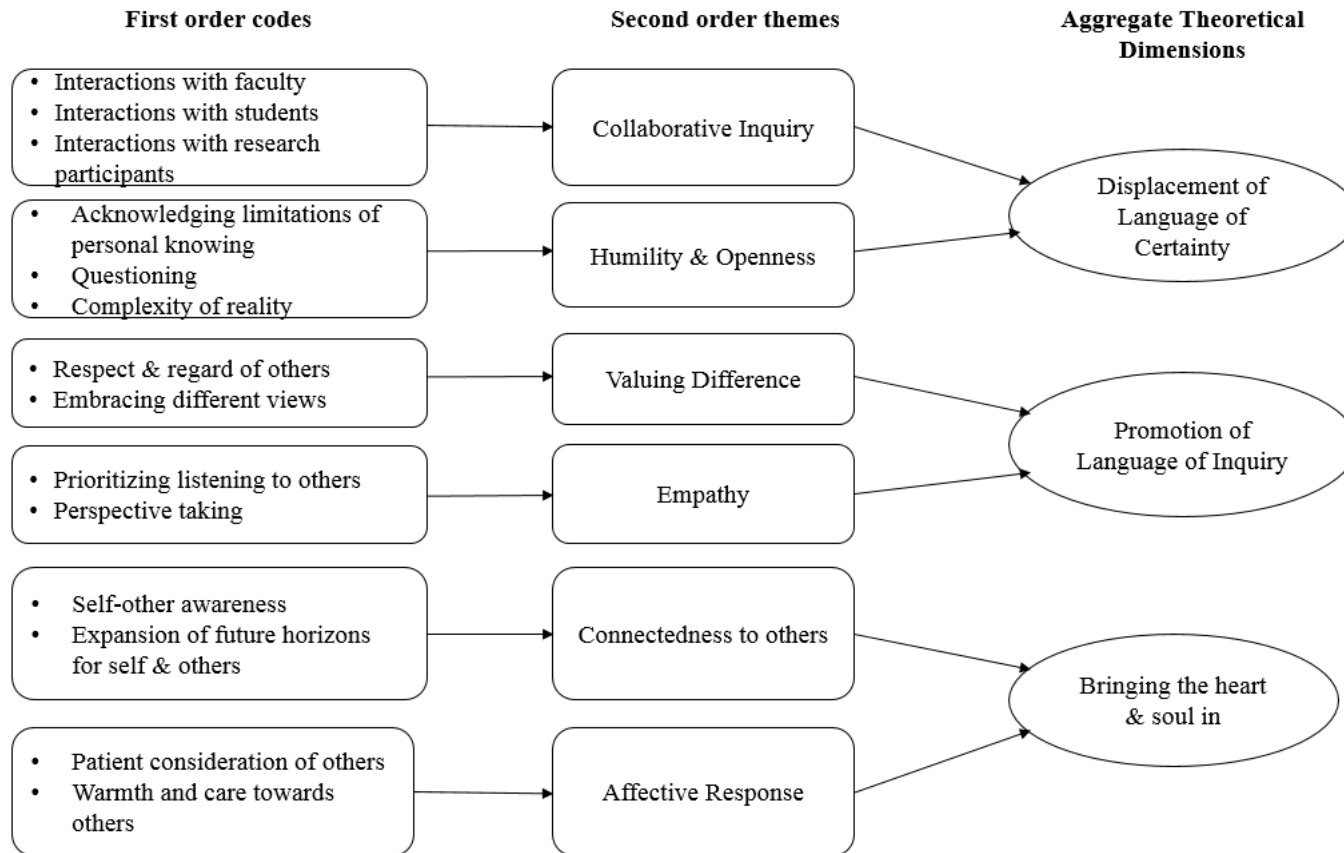 First order codes
Second order themes
Aggregate Theoretical
Dimensions
• Interactions with faculty
• Interactions with students
• Interactions with research
participants
Collaborative Inquiry
Displacement of
Language of
Certainty
• Acknowledging limitations of
personal knowing
• Questioning
• Complexity of reality
Humility & Openness
• Respect & regard of others
• Embracing different views
Valuing Difference
Promotion of
Language of Inquiry
• Prioritizing listening to others
• Perspective taking
Empathy
• Self-other awareness
• Expansion of future horizons
for self & others
Connectedness to others
Bringing the heart
& soul in
• Patient consideration of others
• Warmth and care towards
others
Affective Response